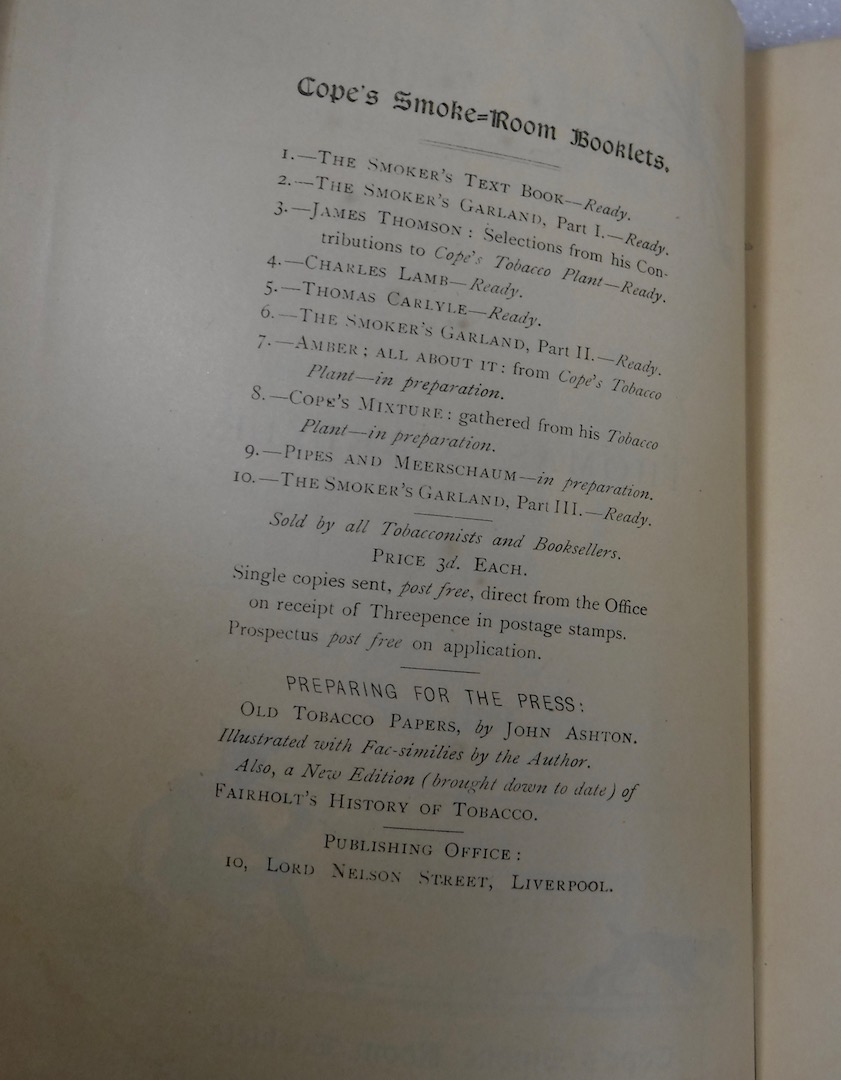 Cope's Smoke=Room Booklets.
1.—The Smoker's Text Book—Ready.
2.—The Smoker's Garland, Part I.—Ready.
3.—James Thomson: Selections from his Con-
tributions to Cope's Tobacco Plant—Ready.
4.—Charles Lamb—Ready.
5.—Thomas Carlyle—Ready.
6.—The Smoker's Garland, Part II.—Ready.
7.—Amber; all about it: from Cope's Tobacco
Plant—in preparation.
8.—Cope's Mixture: gathered from his Tobacco
Plant—in preparation.
9.—Pipes and Meerschaum—in preparation.
10.—The Smoker's Garland, Part III.—Ready.
Sold by all Tobacconists and Booksellers.
Price 3d. Each.
Single copies sent, post free, direct from the Office
on receipt of Threepence in postage stamps.
Prospectus post free on application.
PREPARING FOR THE PRESS:
Old Tobacco Papers, by John Ashton.
Illustrated with Fac-similies by the Author.
Also, a New Edition (brought down to date) of
Fairholt's History of Tobacco.
Publishing Office:
10, Lord Nelson Street, Liverpool.